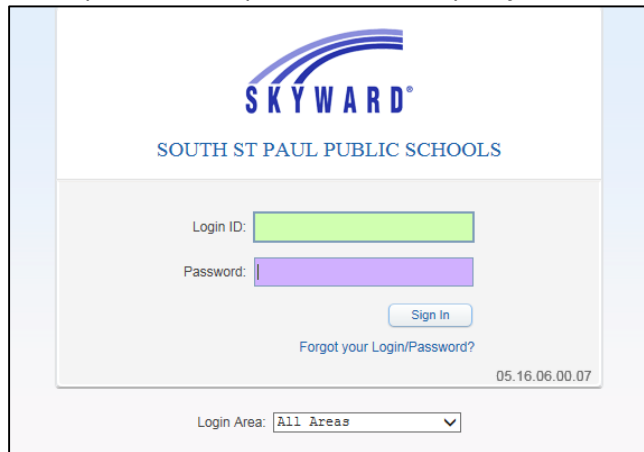 SKYWARD®
SOUTH ST PAUL PUBLIC SCHOOLS
Login ID:
Password:
Sign In
Forgot your Login/Password?
05.16.06.00.07
Login Area: All Areas